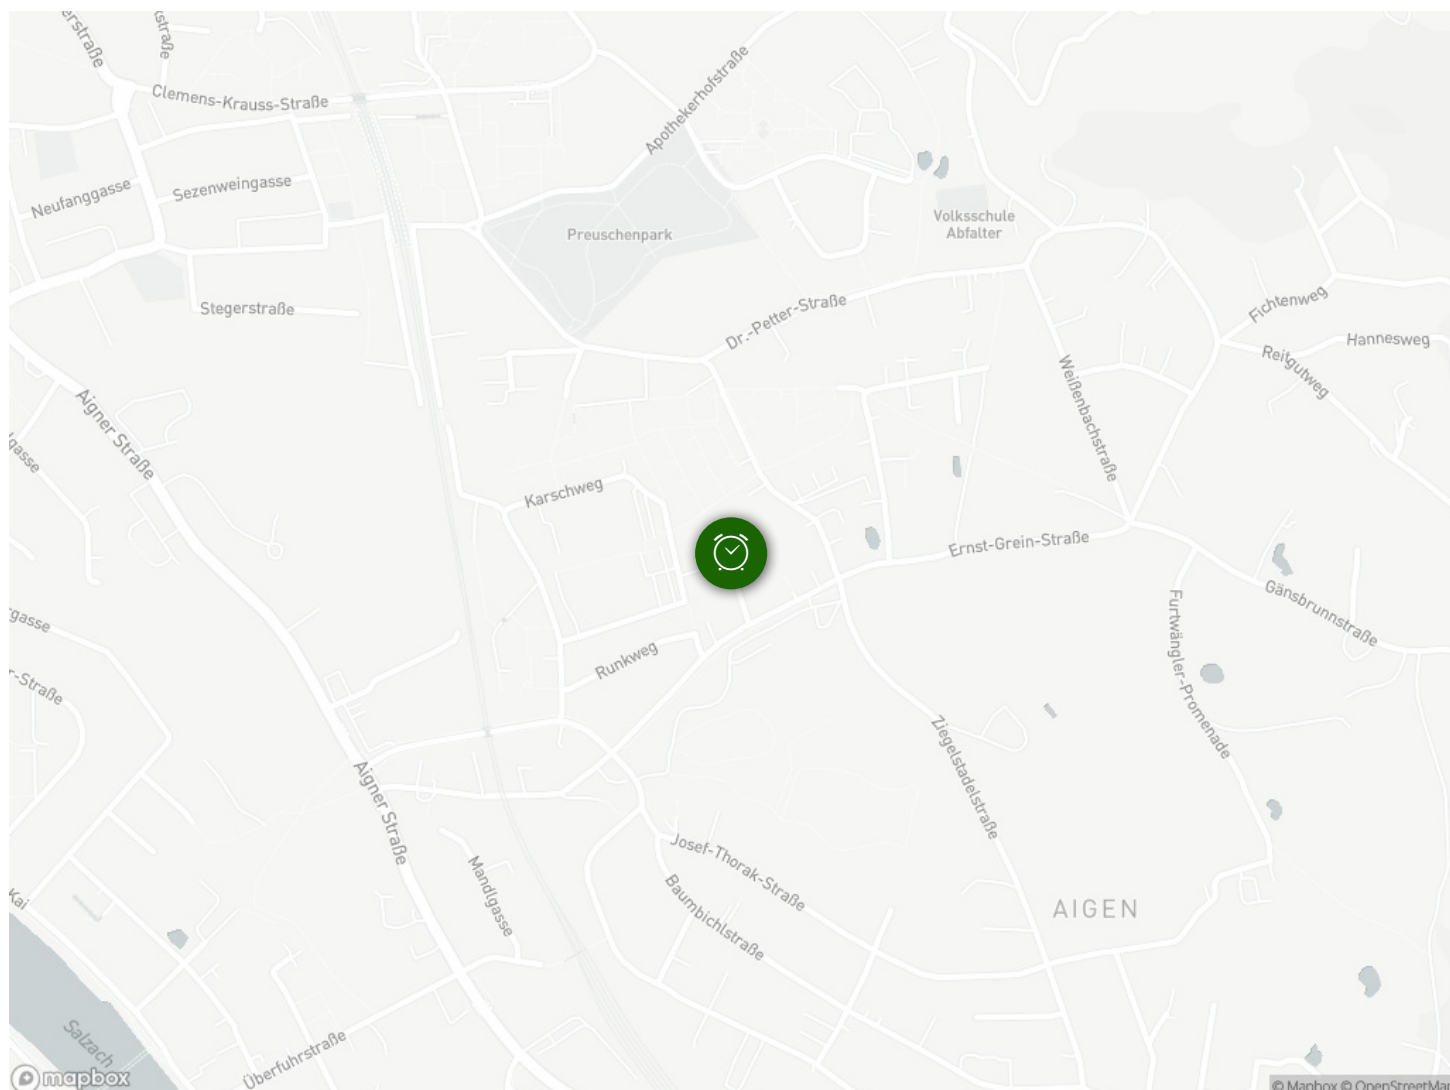 Clemens-Krauss-Straße
Apothekerhofstraße
Neufanggasse
Sezenweingasse
Preuschenpark
Volksschule
Abfalter
Stegerstraße
Dr.-Petter-Straße
Fichtenweg
Hannesweg
Reitgutweg
Weißenbachstraße
Aigner Straße
Karschweg
Ernst-Grein-Straße
Gänsbrunnstraße
Furtwängler-Promenade
Runkweg
Ziegelstadelstraße
Aigner Straße
Josef-Thorak-Straße
Mandlgasse
Baumbichlstraße
AIGEN
Kai
Salzach
Überfuhrstraße
mapbox
© Mapbox © OpenStreetMap